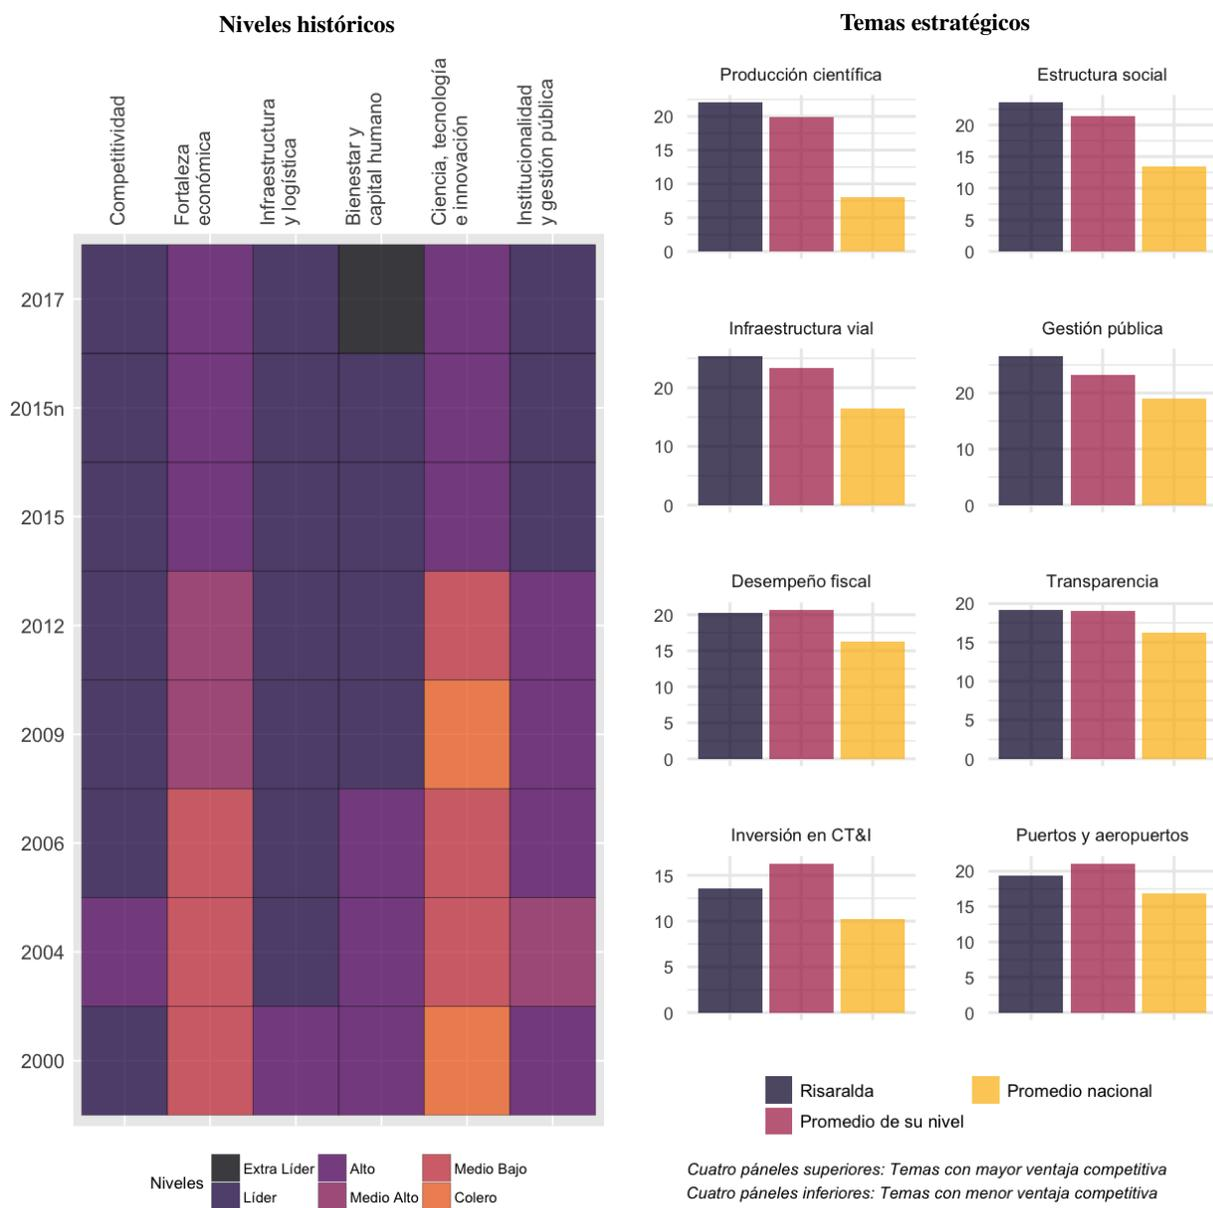 Niveles históricos
Competitividad
Fortaleza
económica
Infraestructura
y logística
Bienestar y
capital humano
Ciencia, tecnología
e innovación
Institucionalidad
y gestión pública
2017
2015n
2015
2012
2009
2006
2004
2000
Niveles
Extra Líder
Alto
Medio Bajo
Líder
Medio Alto
Colero
Temas estratégicos
Producción científica
20
15
10
5
0
Estructura social
20
15
10
5
0
Infraestructura vial
20
10
0
Gestión pública
20
10
0
Desempeño fiscal
20
15
10
5
0
Transparencia
20
15
10
5
0
Inversión en CT&I
15
10
5
0
Puertos y aeropuertos
20
15
10
5
0
Risaralda
Promedio nacional
Promedio de su nivel
Cuatro páneles superiores: Temas con mayor ventaja competitiva
Cuatro páneles inferiores: Temas con menor ventaja competitiva